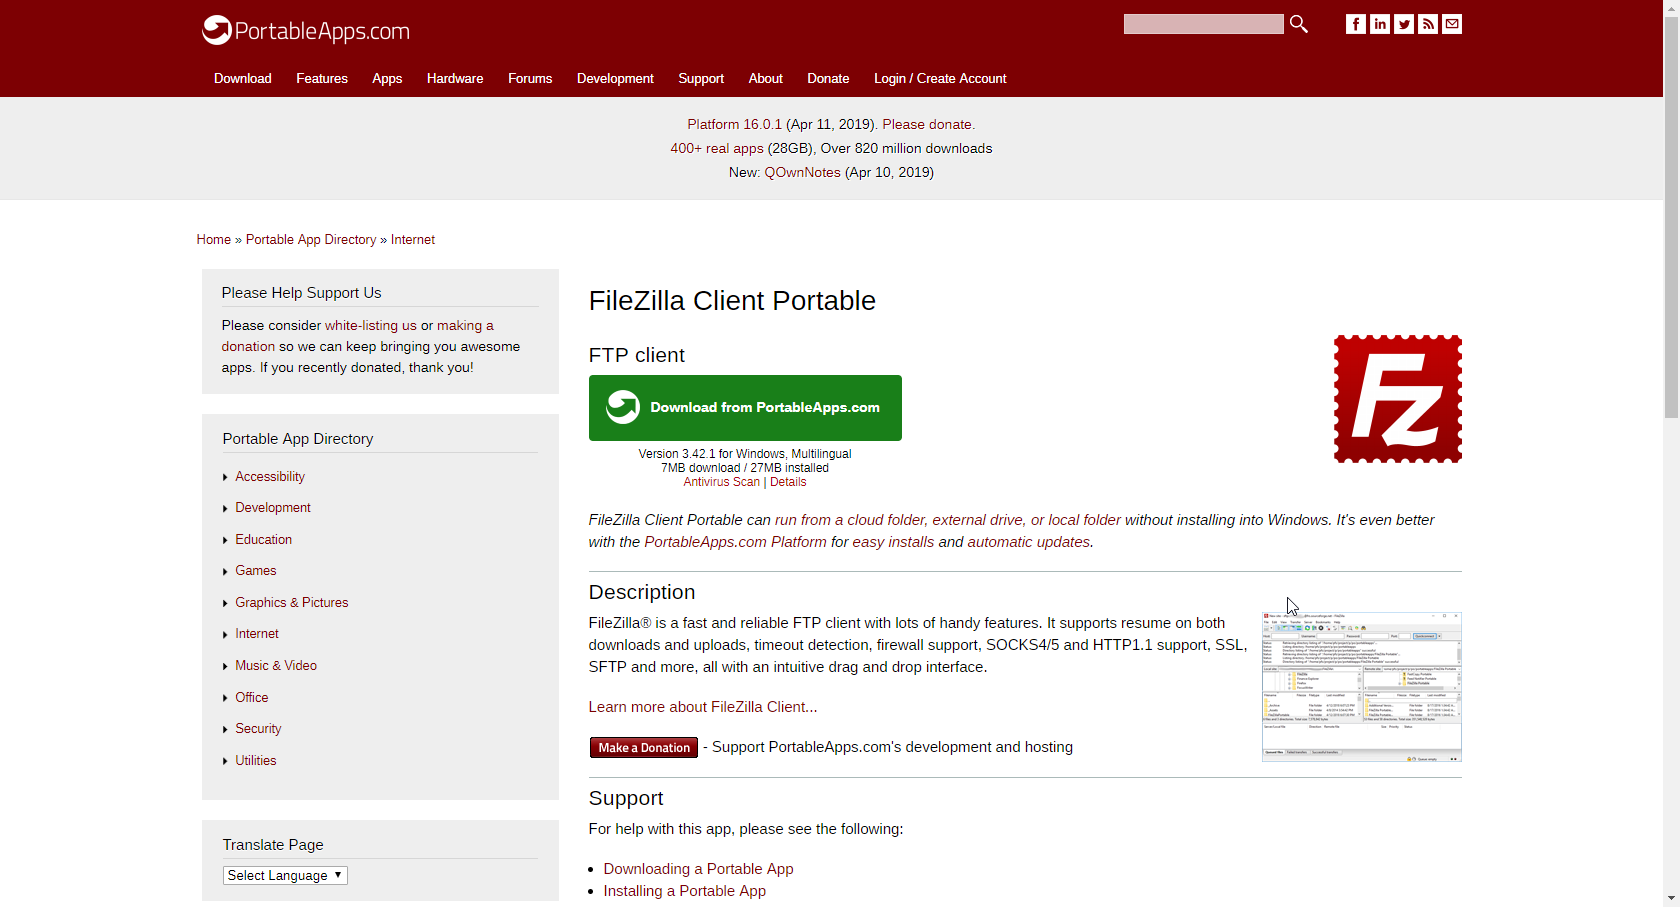 PortableApps.com
Download Features Apps Hardware Forums Development Support About Donate Login / Create Account
Platform 16.0.1 (Apr 11, 2019). Please donate.
400+ real apps (28GB), Over 820 million downloads
New: QOwnNotes (Apr 10, 2019)
Home » Portable App Directory » Internet
Please Help Support Us
Please consider white-listing us or making a
donation so we can keep bringing you awesome
apps. If you recently donated, thank you!
Portable App Directory
Accessibility
Development
Education
Games
Graphics & Pictures
Internet
Music & Video
Office
Security
Utilities
Translate Page
Select Language
FileZilla Client Portable
FTP client
Fz
Download from PortableApps.com
Version 3.42.1 for Windows, Multilingual
7MB download / 27MB installed
Antivirus Scan | Details
FileZilla Client Portable can run from a cloud folder, external drive, or local folder without installing into Windows. It's even better
with the PortableApps.com Platform for easy installs and automatic updates.
Description
FileZilla® is a fast and reliable FTP client with lots of handy features. It supports resume on both
downloads and uploads, timeout detection, firewall support, SOCKS4/5 and HTTP1.1 support, SSL,
SFTP and more, all with an intuitive drag and drop interface.
Learn more about FileZilla Client...
Make a Donation - Support PortableApps.com's development and hosting
Support
For help with this app, please see the following:
Downloading a Portable App
Installing a Portable App